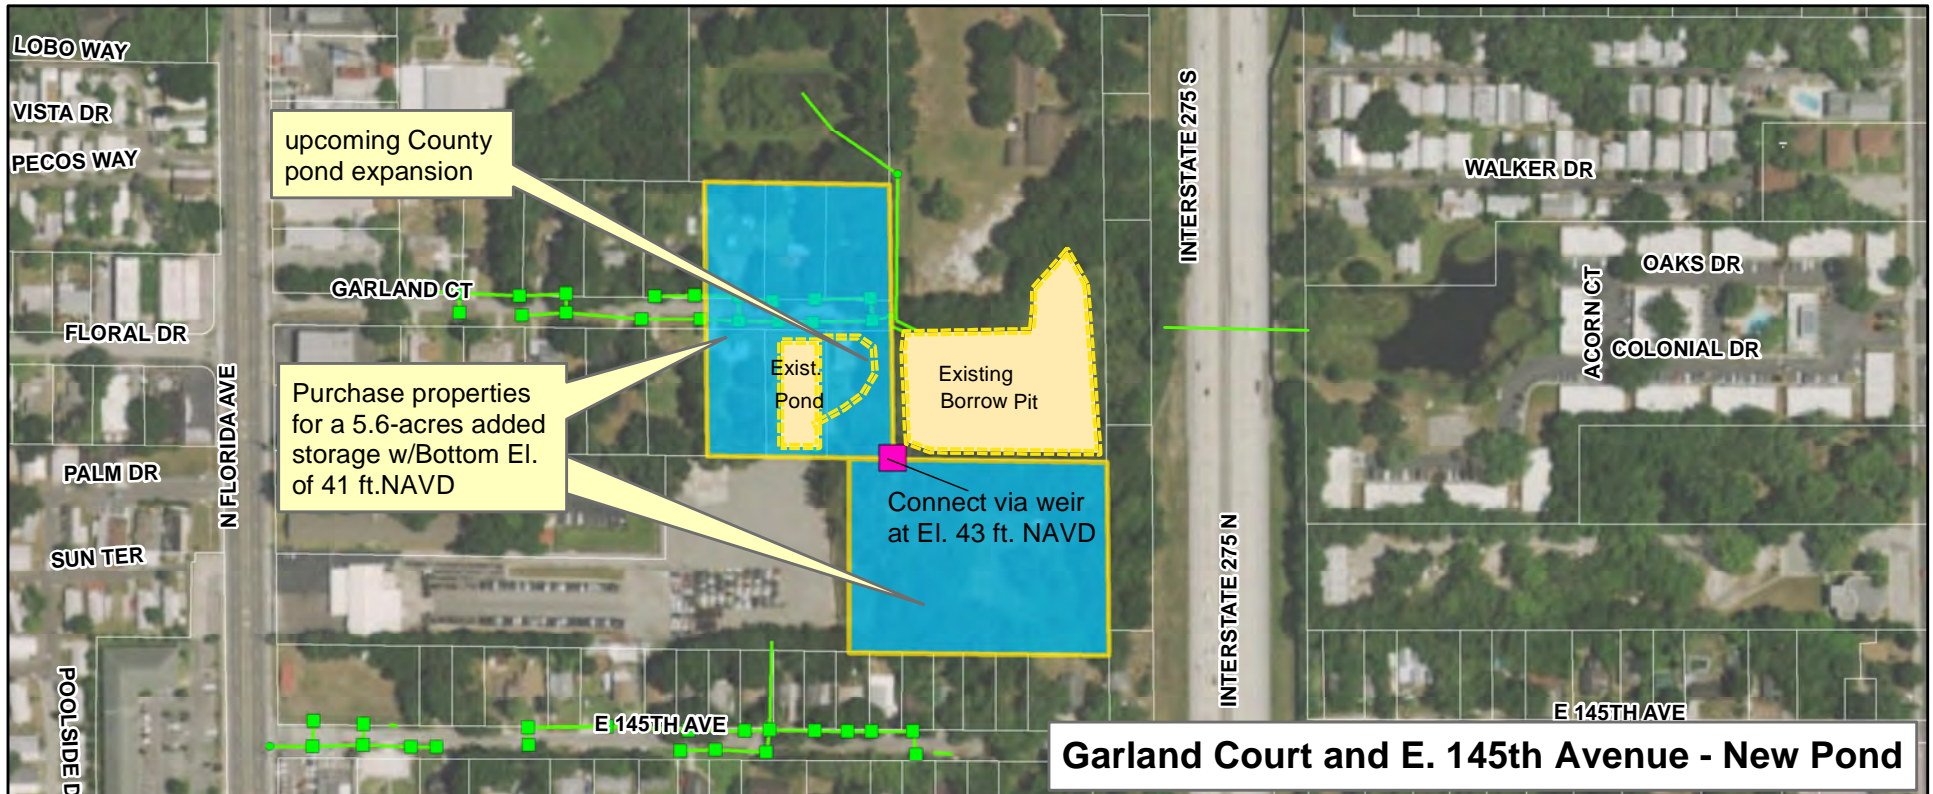 LOBO WAY
VISTA DR
PECOS WAY
upcoming County
pond expansion
INTERSTATE 275 S
WALKER DR
GARLAND CT
FLORAL DR
OAKS DR
ACORN CT
COLONIAL DR
Exist.
Pond
Existing
Borrow Pit
Purchase properties
for a 5.6-acres added
storage w/Bottom El.
of 41 ft.NAVD
N FLORIDA AVE
PALM DR
Connect via weir
at El. 43 ft. NAVD
SUN TER
INTERSTATE 275 N
POOLSIDE D
E 145TH AVE
E 145TH AVE
Garland Court and E. 145th Avenue - New Pond